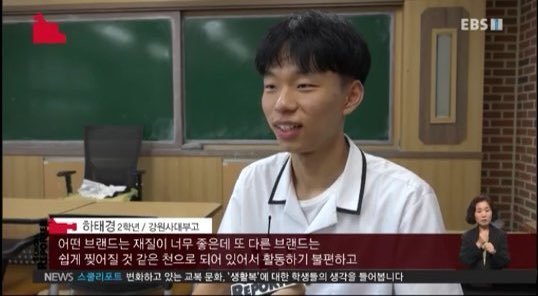 EBS
하태경 2학년 / 강원사대부고
어떤 브랜드는 재질이 너무 좋은데 또 다른 브랜드는
쉽게 찢어질 것 같은 천으로 되어 있어서 활동하기 불편하고
NEWS 스쿨리포트 변화하고 있는 교복 문화, '생활복'에 대한 학생들의 생각을 들어봅니다